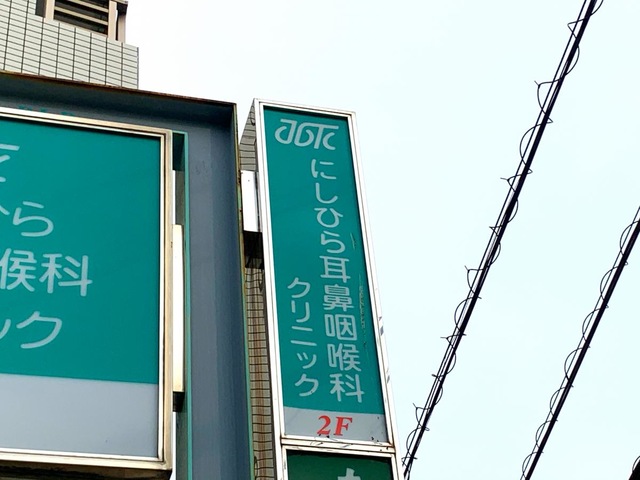 ひら
喉科
ック
にしひら耳鼻咽喉科
クリニック
2F